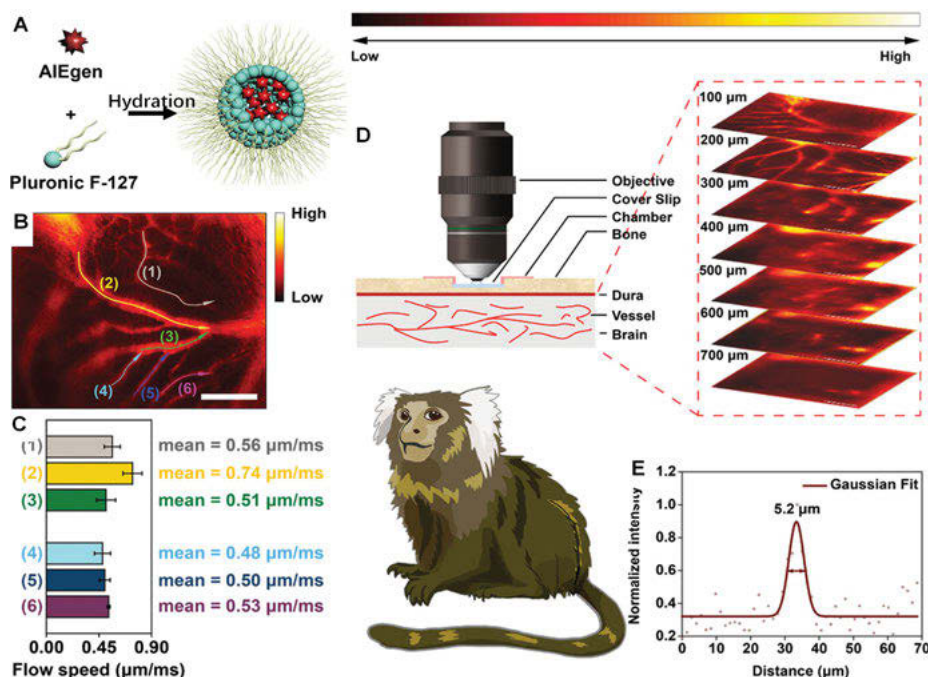 A
AIEgen
+
Pluronic F-127
Hydration
Low
High
B
High
Low
(1)
(2)
(3)
(4)
(5)
(6)
C
(1)
mean = 0.56 µm/ms
(2)
mean = 0.74 µm/ms
(3)
mean = 0.51 µm/ms
(4)
mean = 0.48 µm/ms
(5)
mean = 0.50 µm/ms
(6)
mean = 0.53 µm/ms
0.00 0.45 0.90
Flow speed (µm/ms)
D
Objective
Cover Slip
Chamber
Bone
Dura
Vessel
Brain
100 µm
200 µm
300 µm
400 µm
500 µm
600 µm
700 µm
E
Gaussian Fit
5.2 µm
Normalized intensity
1.2
1.0
0.8
0.6
0.4
0.2
0 10 20 30 40 50 60 70
Distance (µm)